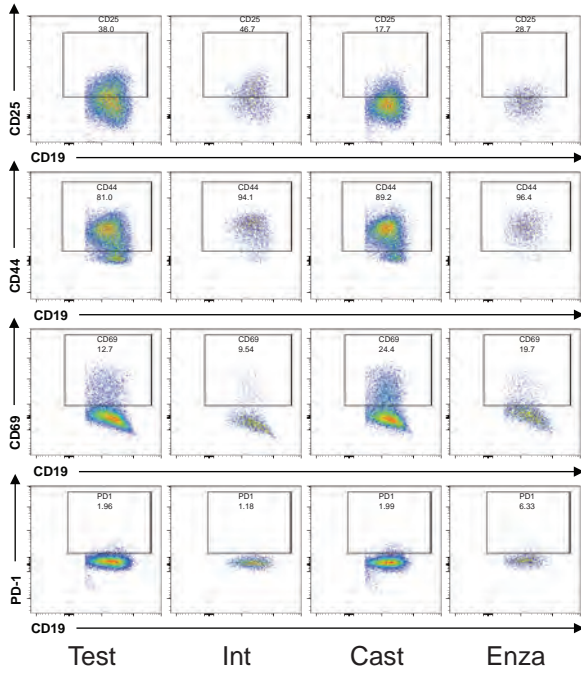 CD25 CD25 CD25 CD25
38.0 46.7 17.7 28.7
CD25
CD19
CD44 CD44 CD44 CD44
81.0 94.1 89.2 96.4
CD44
CD19
CD69 CD69 CD69 CD69
12.7 9.54 24.4 19.7
CD69
CD19
PD1 PD1 PD1 PD1
1.96 1.18 1.99 6.33
PD-1
CD19
Test Int Cast Enza